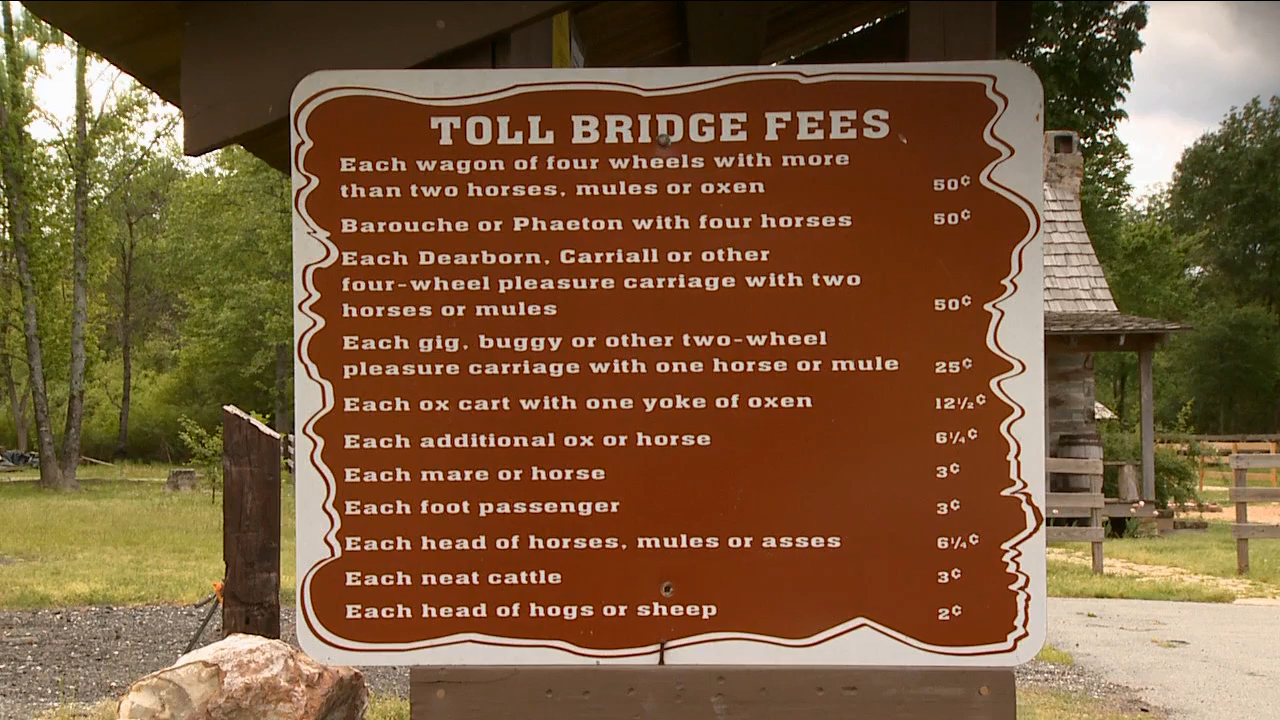 TOLL BRIDGE FEES
Each wagon of four wheels with more
than two horses, mules or oxen 50¢
Barouche or Phaeton with four horses 50¢
Each Dearborn, Carriall or other
four-wheel pleasure carriage with two
horses or mules 50¢
Each gig, buggy or other two-wheel
pleasure carriage with one horse or mule 25¢
Each ox cart with one yoke of oxen 12½¢
Each additional ox or horse 6¼¢
Each mare or horse 3¢
Each foot passenger 3¢
Each head of horses, mules or asses 6¼¢
Each neat cattle 3¢
Each head of hogs or sheep 2¢